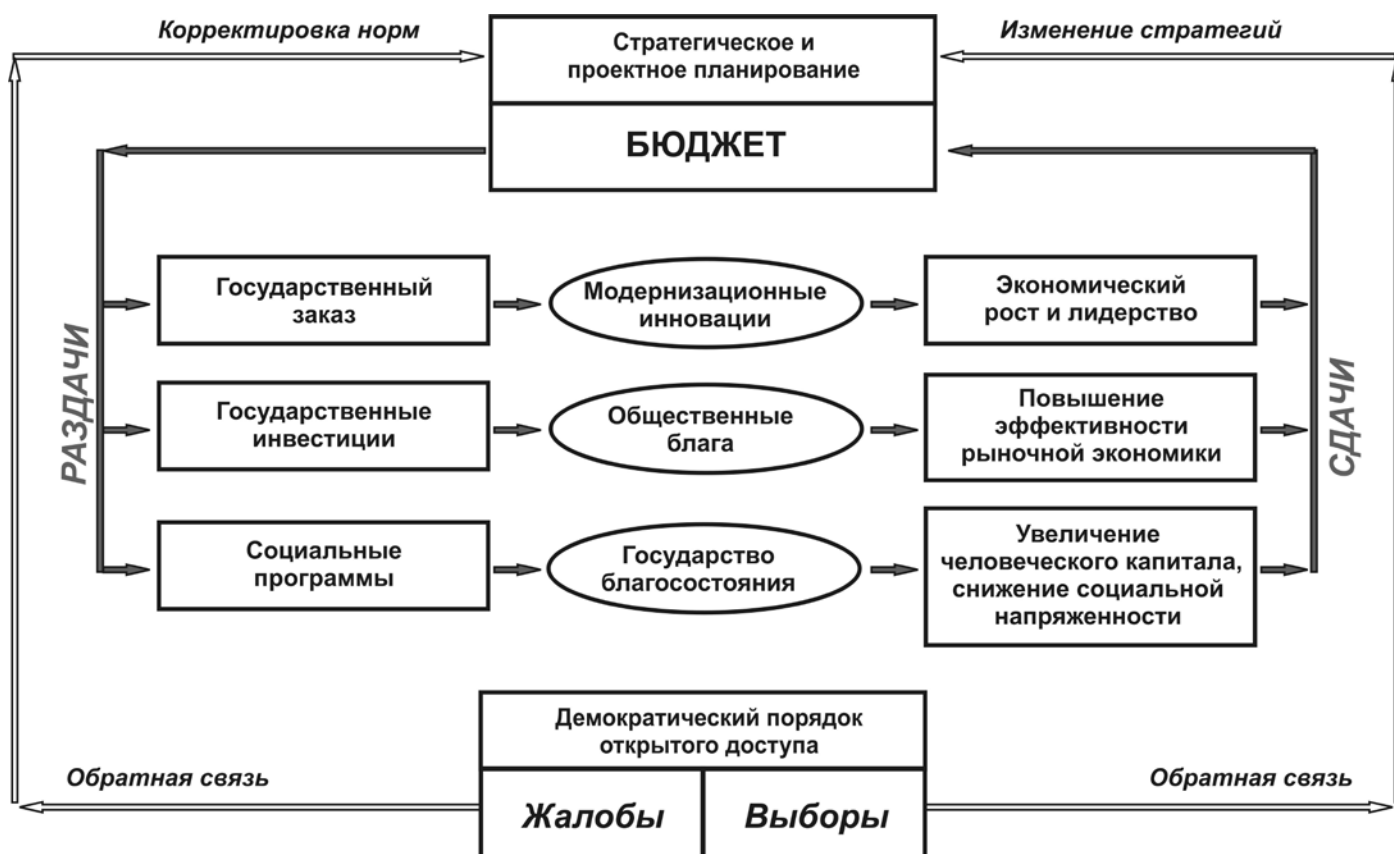 Корректировка норм
Стратегическое и
проектное планирование
Изменение стратегий
БЮДЖЕТ
РАЗДАЧИ
Государственный
заказ
Модернизационные
инновации
Экономический
рост и лидерство
Государственные
инвестиции
Общественные
блага
Повышение
эффективности
рыночной экономики
Социальные
программы
Государство
благосостояния
Увеличение
человеческого капитала,
снижение социальной
напряженности
СДАЧИ
Демократический порядок
открытого доступа
Обратная связь
Жалобы
Выборы
Обратная связь